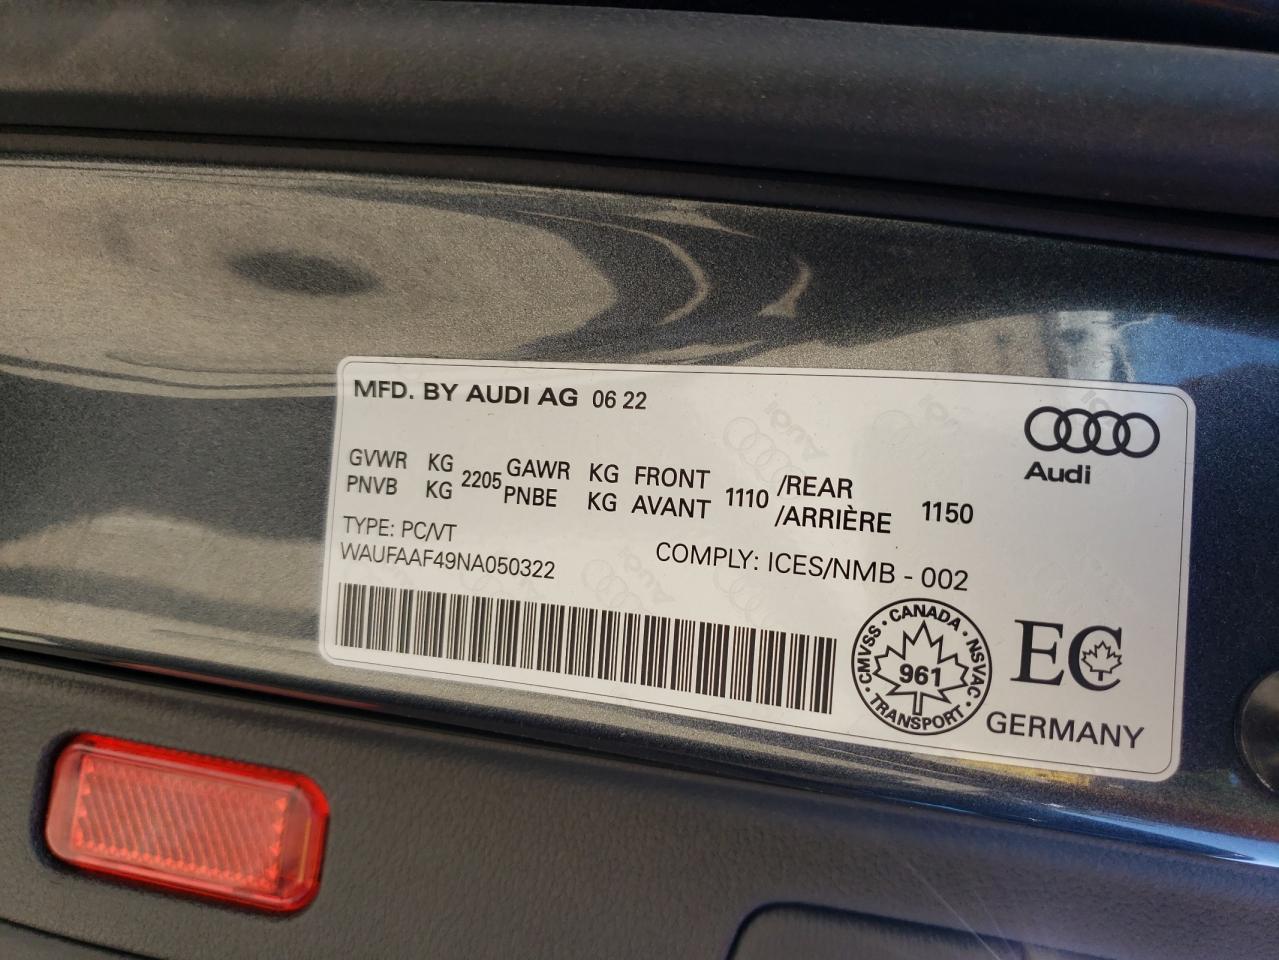 MFD. BY AUDI AG 06 22
Audi
GVWR KG 2205 GAWR KG FRONT 1110 /REAR 1150
PNVB KG PNBE KG AVANT /ARRIÈRE
TYPE: PC/VT
WAUFAAF49NA050322
COMPLY: ICES/NMB - 002
CMVSS · CANADA · NSVAC · TRANSPORT ·
961
EC
GERMANY